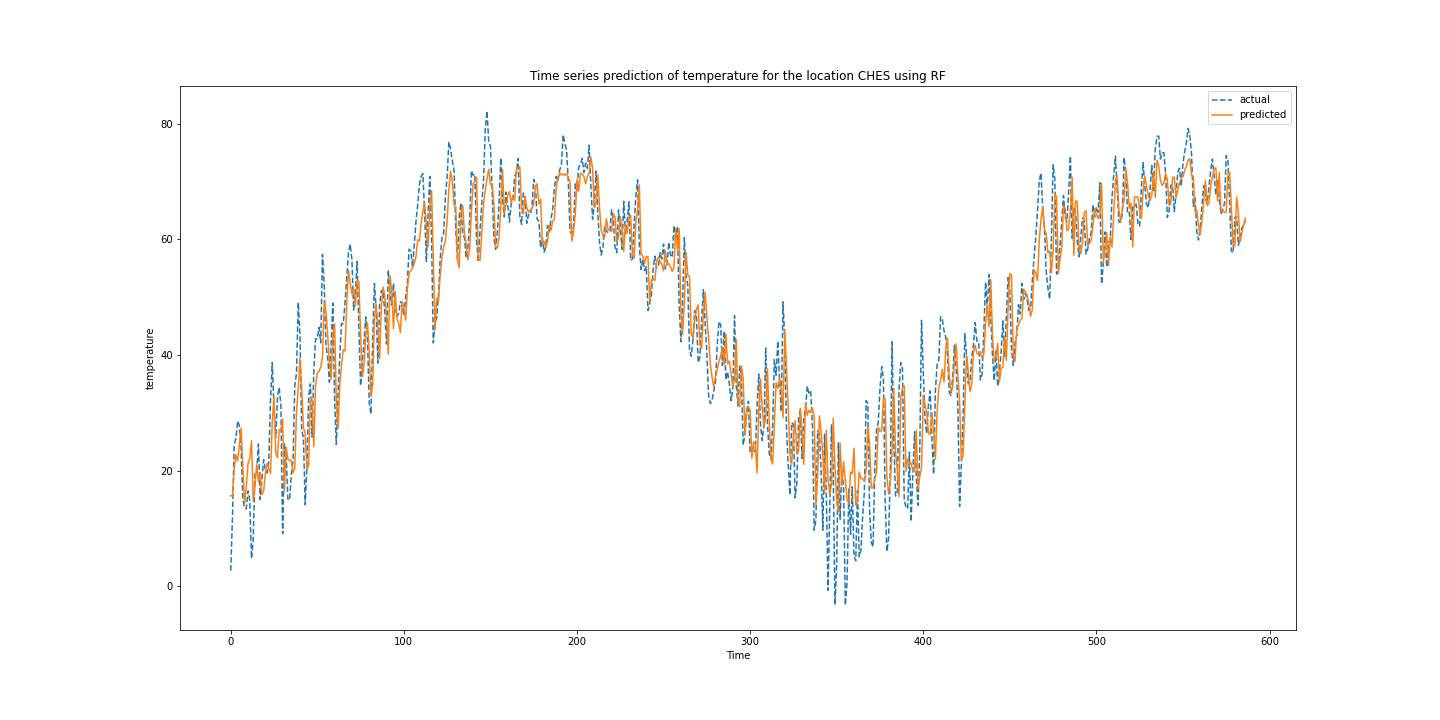 Time series prediction of temperature for the location CHES using RF
actual
predicted
80
60
40
20
0
temperature
0 100 200 300 400 500 600
Time